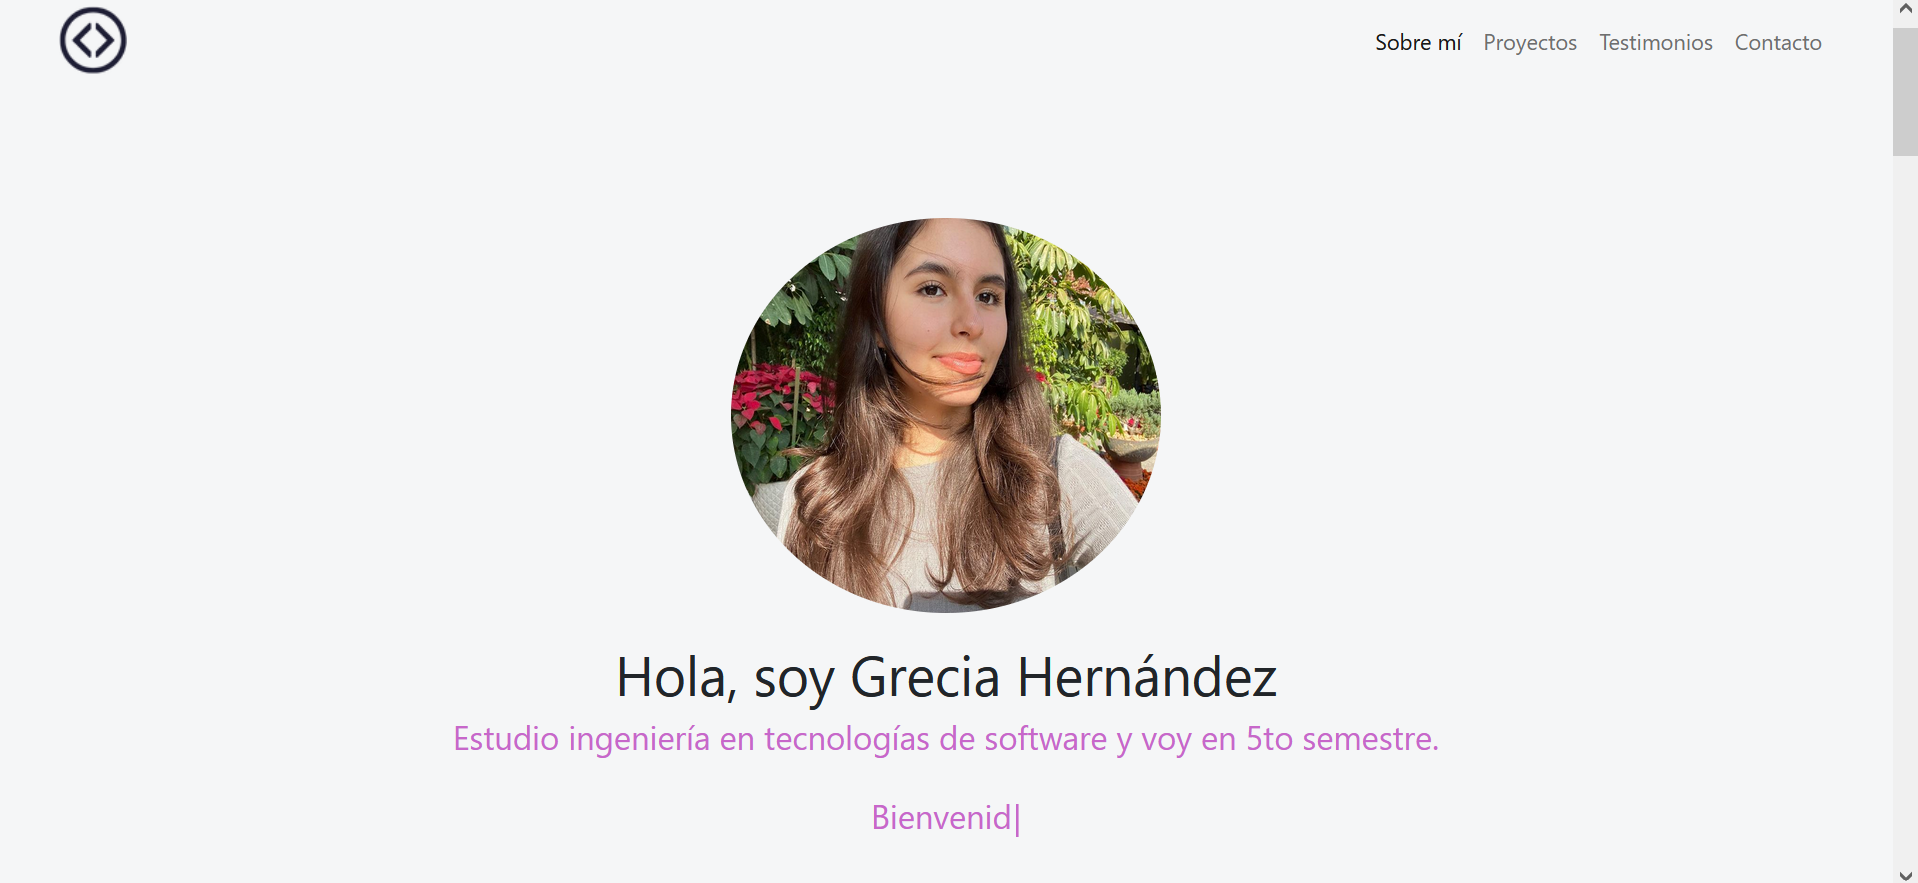 Sobre mí Proyectos Testimonios Contacto
Hola, soy Grecia Hernández
Estudio ingeniería en tecnologías de software y voy en 5to semestre.
Bienvenid|